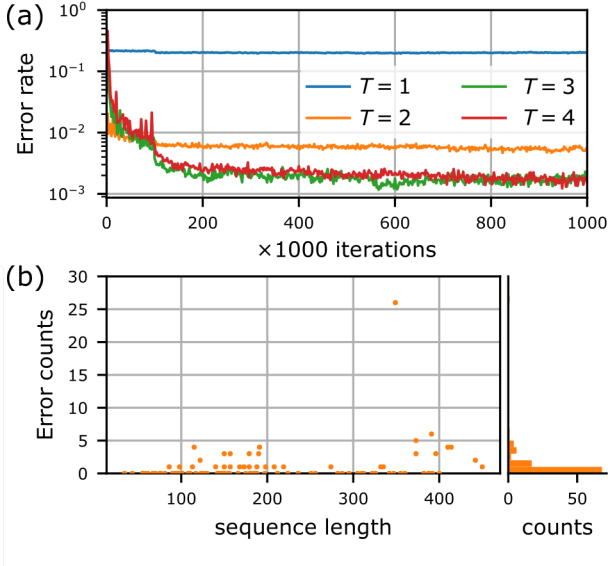 (a)
Error rate
10⁰
10⁻¹
10⁻²
10⁻³
T = 1
T = 3
T = 2
T = 4
0 200 400 600 800 1000
×1000 iterations
(b)
Error counts
30
25
20
15
10
5
0
100 200 300 400
0 50
sequence length
counts